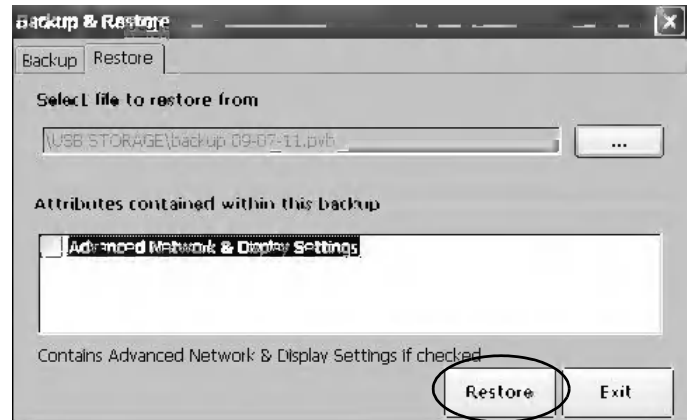 Backup & Restore
Backup Restore
Select file to restore from
\USB STORAGE\backup 09-07-11.pvb
...
Attributes contained within this backup
Advanced Network & Display Settings
Contains Advanced Network & Display Settings if checked
Restore Exit